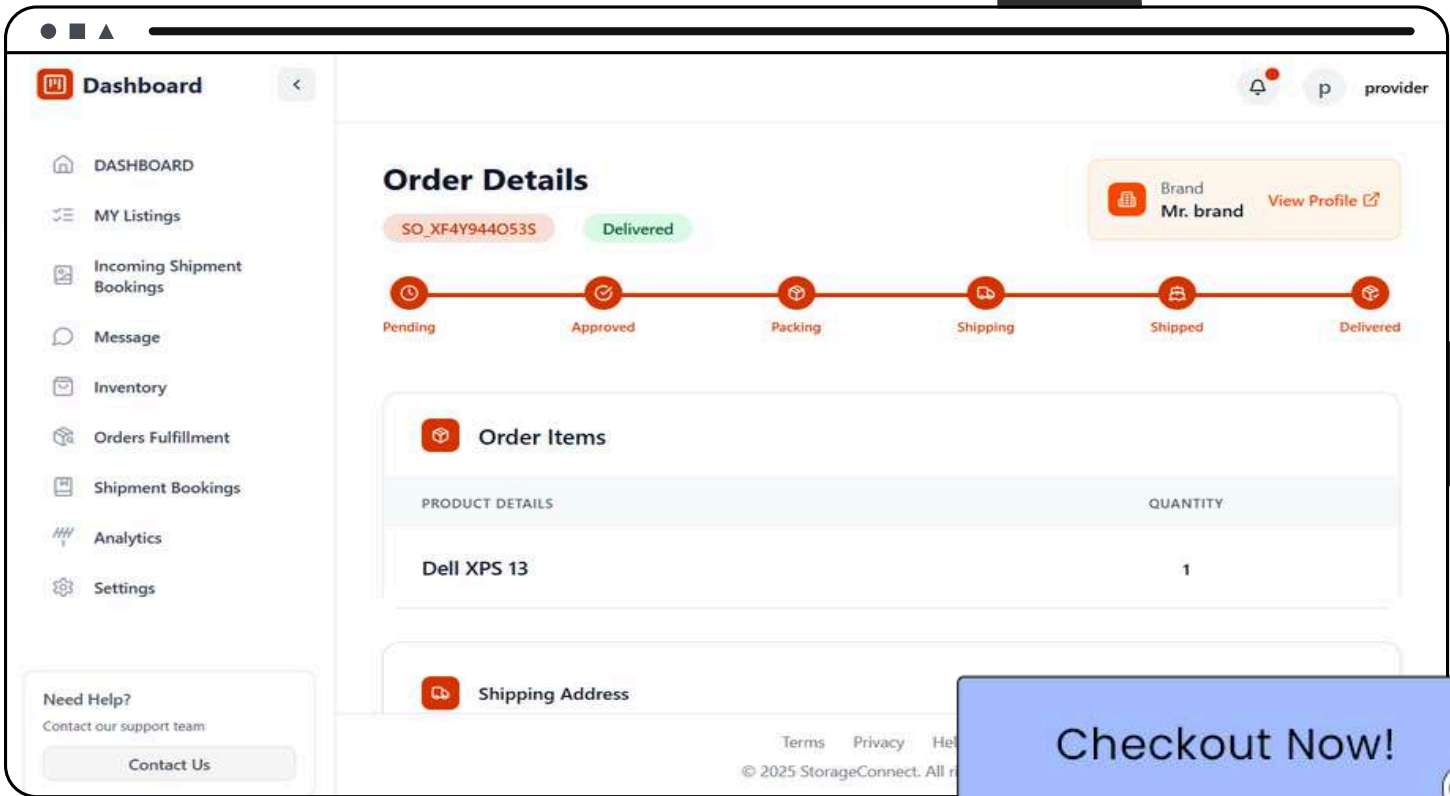 Dashboard
p
provider
DASHBOARD
MY Listings
Incoming Shipment
Bookings
Message
Inventory
Orders Fulfillment
Shipment Bookings
Analytics
Settings
Need Help?
Contact our support team
Contact Us
Order Details
SO_XF4Y944O53S
Delivered
Brand
Mr. brand
View Profile
Pending
Approved
Packing
Shipping
Shipped
Delivered
Order Items
PRODUCT DETAILS
QUANTITY
Dell XPS 13
1
Shipping Address
Terms Privacy
© 2025 StorageConnect. All
Checkout Now!